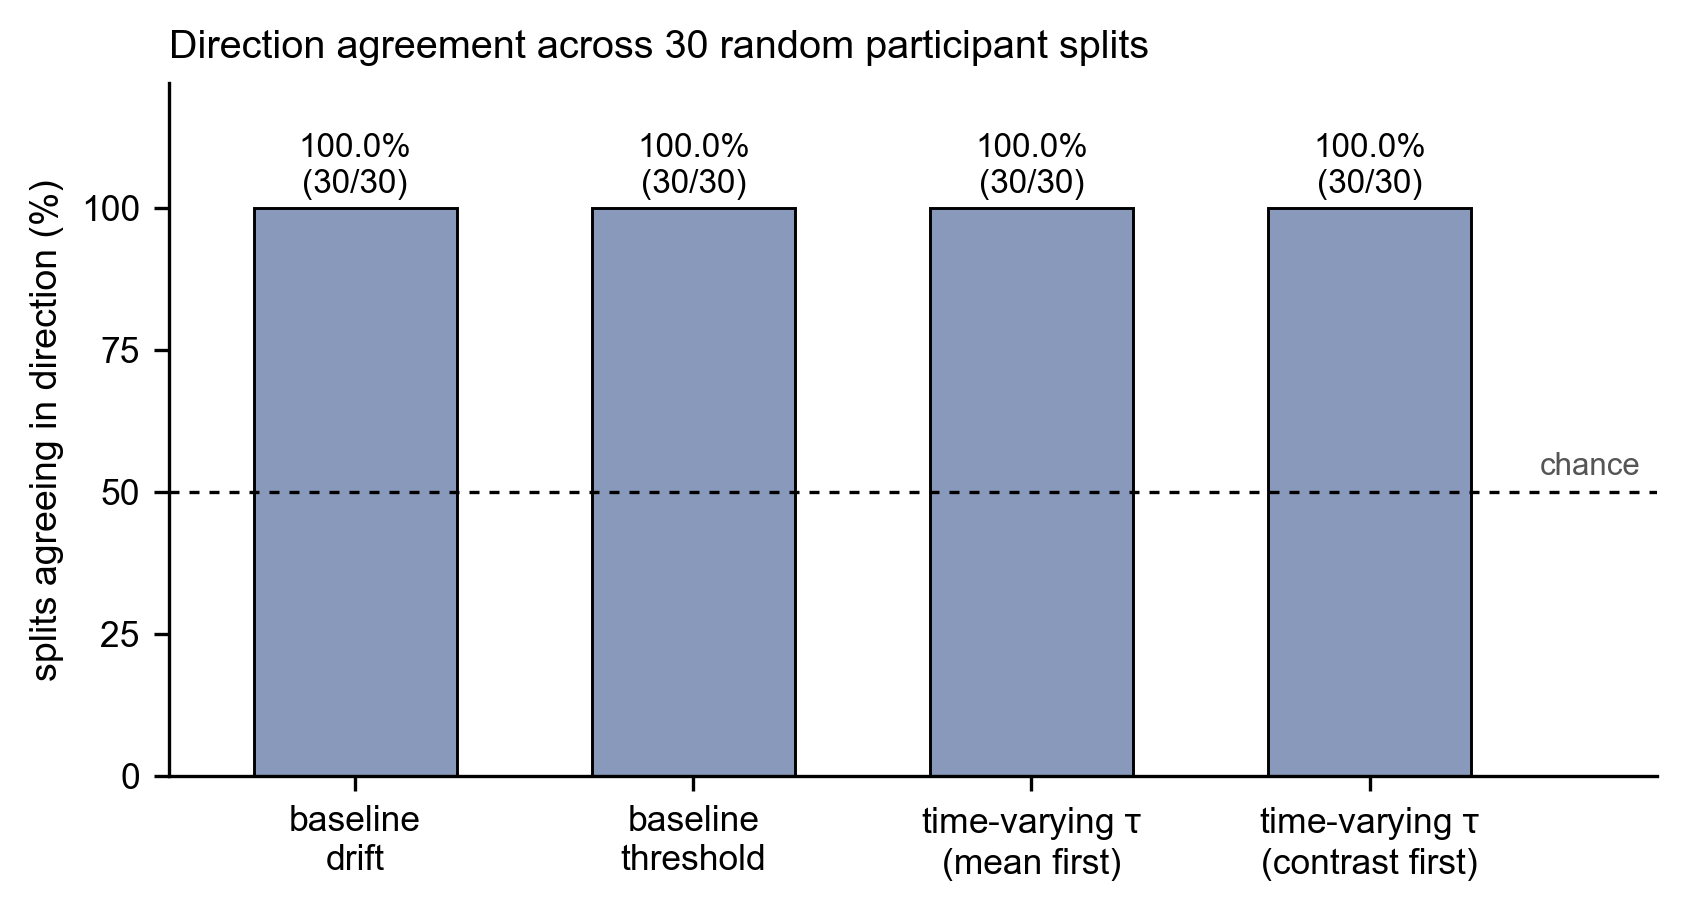 Direction agreement across 30 random participant splits
splits agreeing in direction (%)
100
75
50
25
0
100.0%
(30/30)
100.0%
(30/30)
100.0%
(30/30)
100.0%
(30/30)
chance
baseline
drift
baseline
threshold
time-varying τ
(mean first)
time-varying τ
(contrast first)